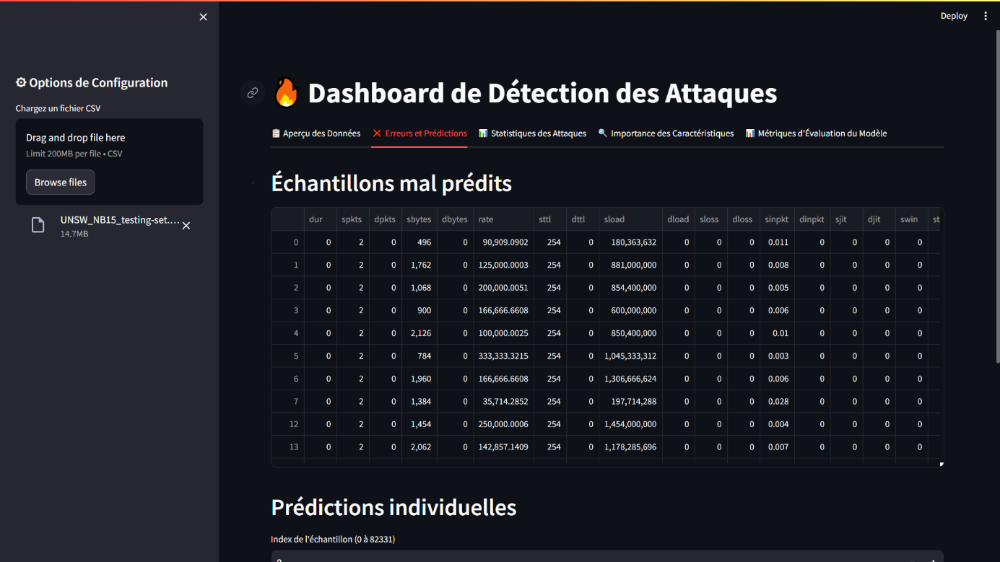 Deploy
Options de Configuration
Chargez un fichier CSV
Drag and drop file here
Limit 200MB per file • CSV
Browse files
UNSW_NB15_testing-set....
14.7MB
Dashboard de Détection des Attaques
Aperçu des Données Erreurs et Prédictions Statistiques des Attaques Importance des Caractéristiques Métriques d'Évaluation du Modèle
Échantillons mal prédits
dur spkts dpkts sbytes dbytes rate sttl dttl sload dload sloss dloss sinpkt dinpkt sjit djit swin st
0 0 2 0 496 0 90,909.0902 254 0 180,363,632 0 0 0 0.011 0 0 0 0
1 0 2 0 1,762 0 125,000.0003 254 0 881,000,000 0 0 0 0.008 0 0 0 0
2 0 2 0 1,068 0 200,000.0051 254 0 854,400,000 0 0 0 0.005 0 0 0 0
3 0 2 0 900 0 166,666.6608 254 0 600,000,000 0 0 0 0.006 0 0 0 0
4 0 2 0 2,126 0 100,000.0025 254 0 850,400,000 0 0 0 0.01 0 0 0 0
5 0 2 0 784 0 333,333.3215 254 0 1,045,333,312 0 0 0 0.003 0 0 0 0
6 0 2 0 1,960 0 166,666.6608 254 0 1,306,666,624 0 0 0 0.006 0 0 0 0
7 0 2 0 1,384 0 35,714.2852 254 0 197,714,288 0 0 0 0.028 0 0 0 0
12 0 2 0 1,454 0 250,000.0006 254 0 1,454,000,000 0 0 0 0.004 0 0 0 0
13 0 2 0 2,062 0 142,857.1409 254 0 1,178,285,696 0 0 0 0.007 0 0 0 0
Prédictions individuelles
Index de l'échantillon (0 à 82331)